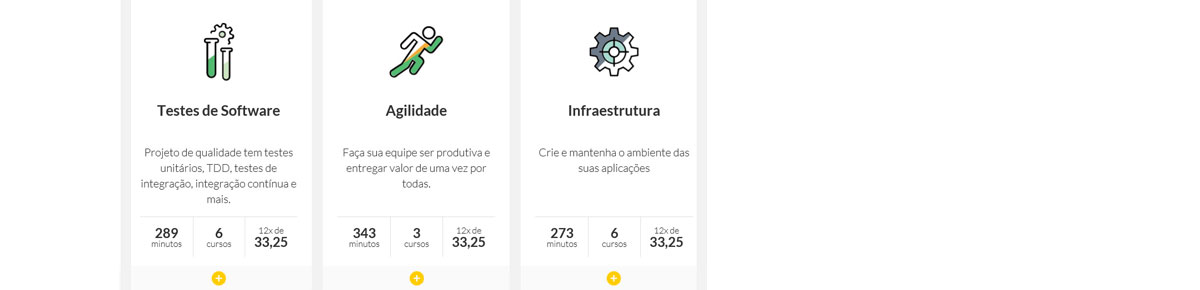 Testes de Software
Projeto de qualidade tem testes
unitários, TDD, testes de
integração, integração contínua e
mais.
289
minutos
6
cursos
12x de
33,25
Agilidade
Faça sua equipe ser produtiva e
entregar valor de uma vez por
todas.
343
minutos
3
cursos
12x de
33,25
Infraestrutura
Crie e mantenha o ambiente das
suas aplicações
273
minutos
6
cursos
12x de
33,25